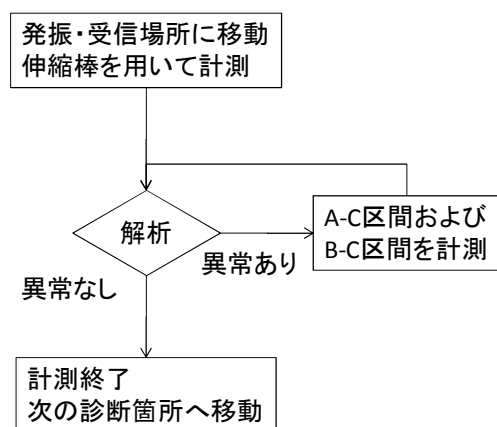 発振・受信場所に移動
伸縮棒を用いて計測
解析
異常あり
A-C区間および
B-C区間を計測
異常なし
計測終了
次の診断箇所へ移動